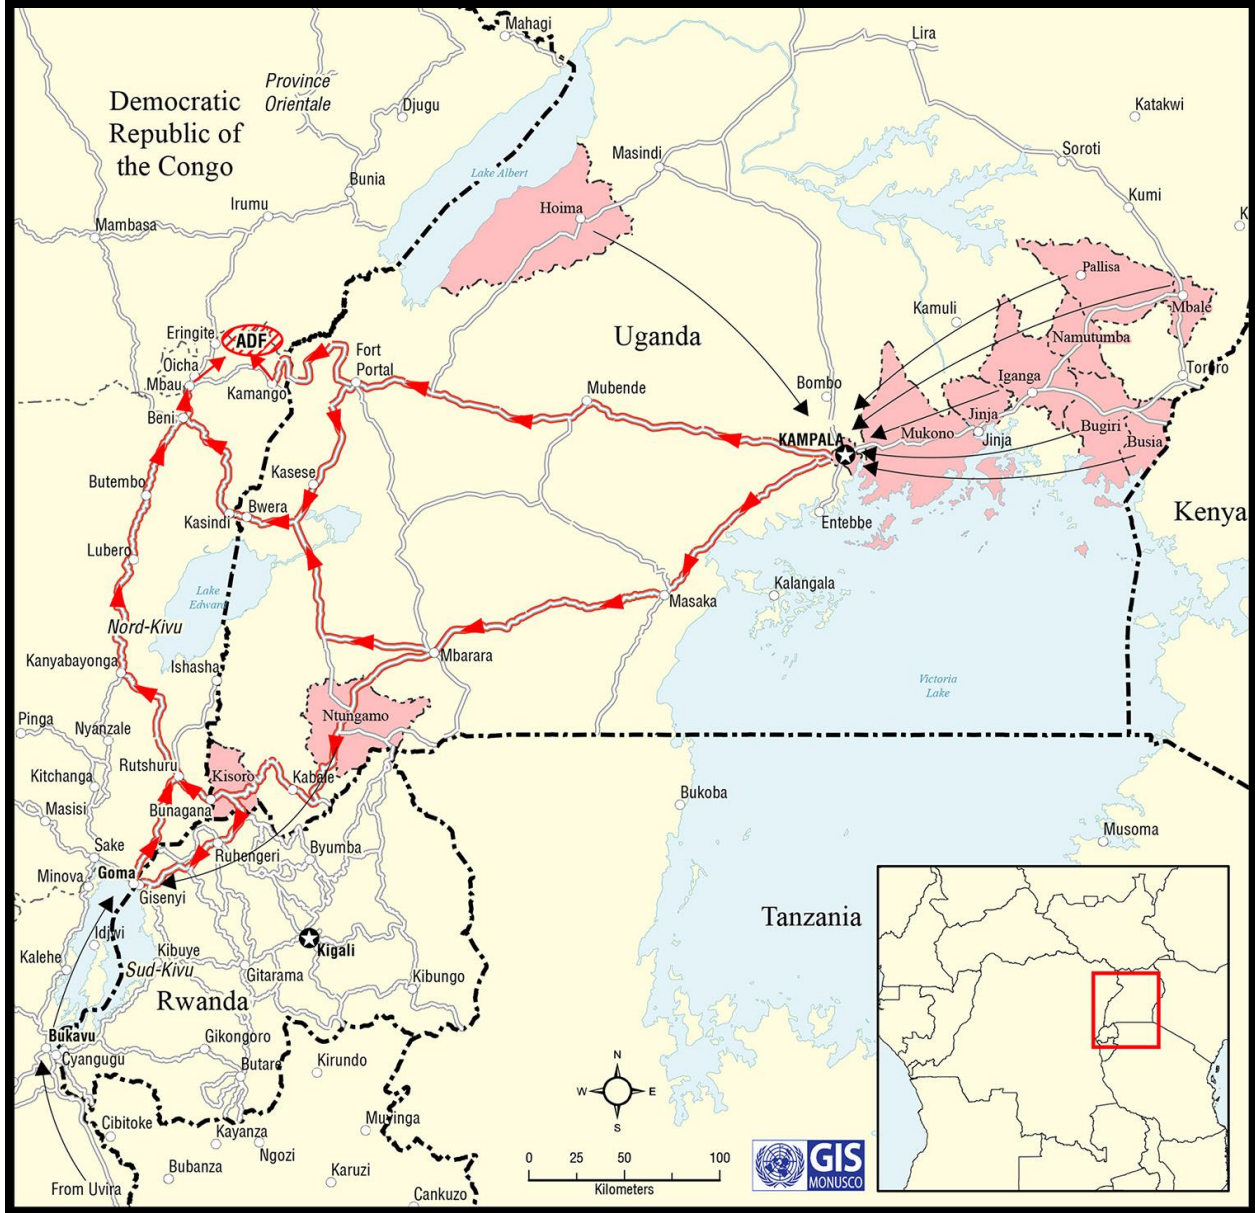 Mahagi
Lira
Province
Orientale
Democratic
Republic of
the Congo
Djugu
Katakwi
Masindi
Soroti
Lake Albert
Bunia
Kumi
Irumu
Hoima
Mambasa
K
Pallisa
Mbale
Kamuli
Eringite
ADF
Uganda
Namutumba
Fort
Portal
Oicha
Mbau
Kamango
Mubende
Bombo
Iganga
Tororo
Beni
Jinja
KAMPALA
Mukono
Jinja
Bugiri
Busia
Butembo
Kasese
Kasindi
Bwera
Entebbe
Kenya
Lubero
Lake
Edward
Kalangala
Masaka
Nord-Kivu
Kanyabayonga
Ishasha
Mbarara
Victoria
Lake
Pinga
Nyanzale
Ntungamo
Rutshuru
Kisoro
Kabale
Kitchanga
Masisi
Bunagana
Bukoba
Sake
Ruhengeri
Byumba
Musoma
Minova
Goma
Gisenyi
Idjwi
Tanzania
Kalehe
Kibuye
Kigali
Sud-Kivu
Gitarama
Kibungo
Rwanda
Bukavu
Cyangugu
Gikongoro
Butare
Kirundo
N
W
E
S
Cibitoke
Kayanza
Muyinga
Ngozi
Bubanza
Karuzi
From Uvira
Cankuzo
0 25 50 100
Kilometers
GIS
MONUSCO